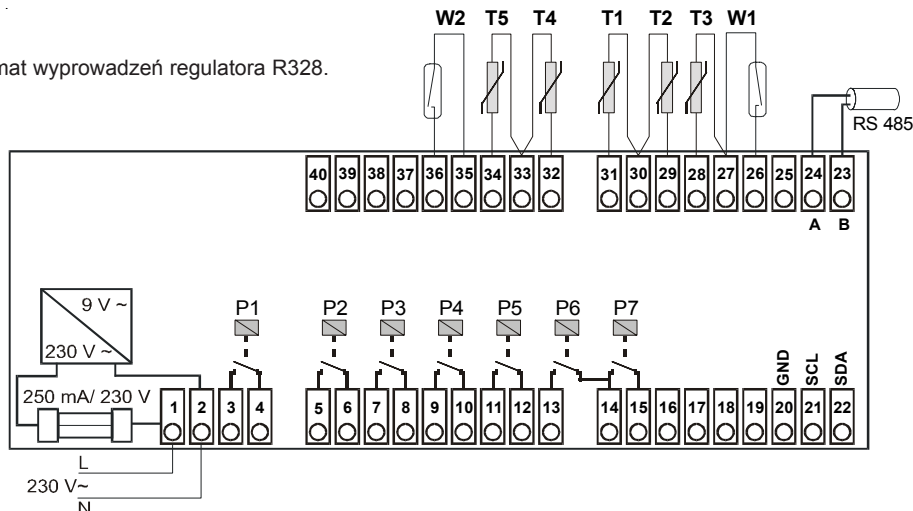 W2 T5 T4 T1 T2 T3 W1
mat wyprowadzeń regulatora R328.
RS 485
40 39 38 37 36 35 34 33 32 31 30 29 28 27 26 25 24 23
A B
9 V ~
230 V ~
P1 P2 P3 P4 P5 P6 P7
GND SCL SDA
250 mA/ 230 V
1 2 3 4 5 6 7 8 9 10 11 12 13 14 15 16 17 18 19 20 21 22
L
230 V~
N